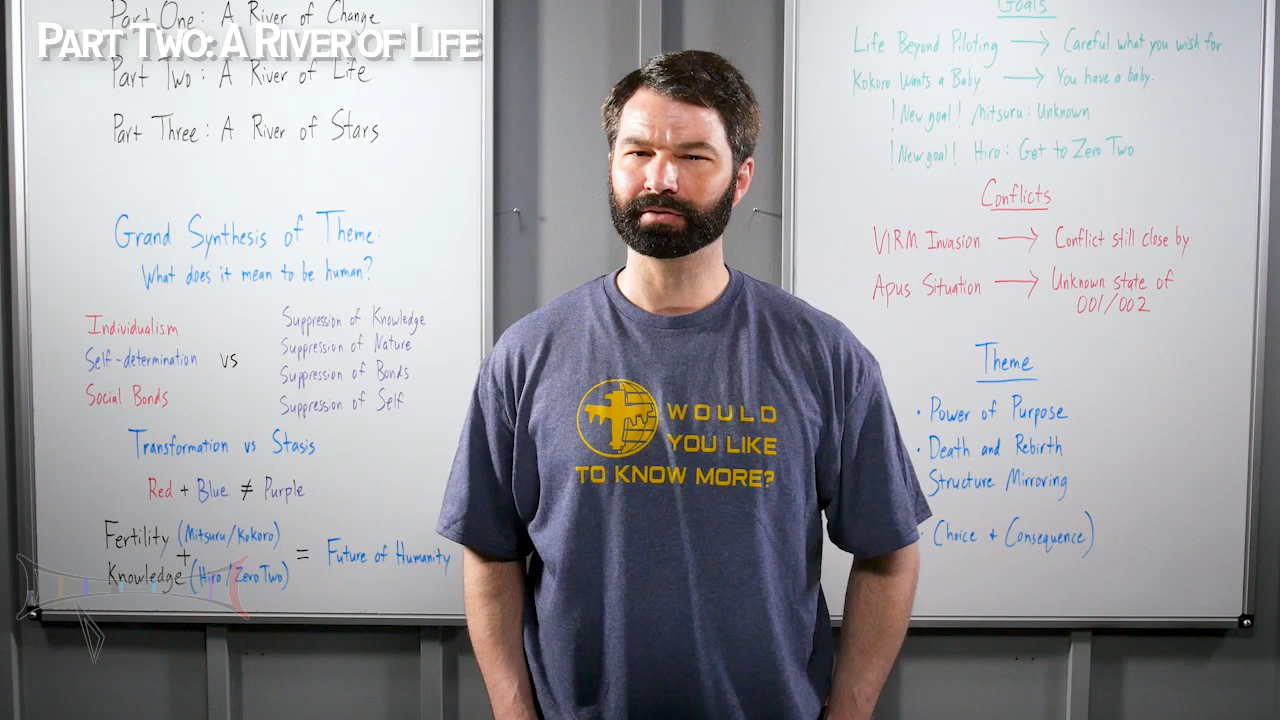 Part One: A River of Change
Part Two: A River of Life
Part Two: A River of Life
Part Three: A River of Stars
Grand Synthesis of Theme:
What does it mean to be human?
Individualism
Self-determination
Social Bonds
vs
Suppression of Knowledge
Suppression of Nature
Suppression of Bonds
Suppression of Self
Transformation vs Stasis
Red + Blue ≠ Purple
Fertility (Mitsuru/Kokoro)
+
Knowledge (Hiro/Zero Two)
= Future of Humanity
WOULD
YOU LIKE
TO KNOW MORE?
Goals
Life Beyond Piloting → Careful what you wish for
Kokoro Wants a Baby → You have a baby.
! New goal! Mitsuru: Unknown
! New goal! Hiro: Get to Zero Two
Conflicts
VIRM Invasion → Conflict still close by
Apus Situation → Unknown state of
001/002
Theme
• Power of Purpose
• Death and Rebirth
Structure Mirroring
• (Choice + Consequence)